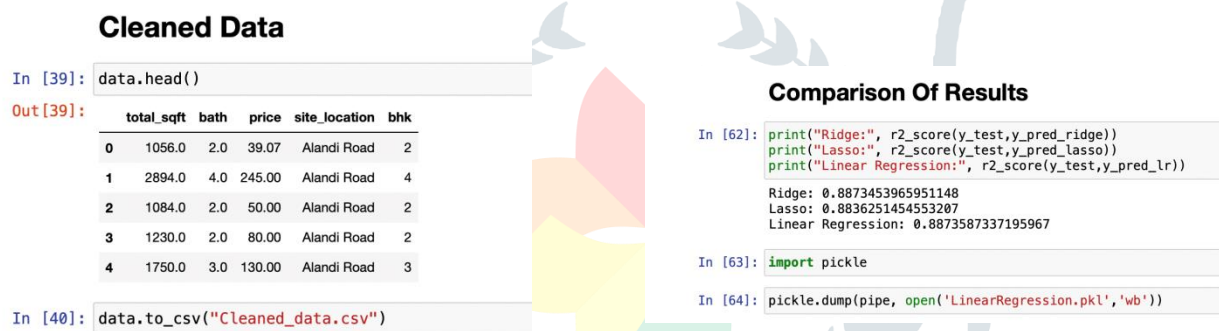 Cleaned Data
In [39]: data.head()
Out[39]:
total_sqft bath price site_location bhk
0 1056.0 2.0 39.07 Alandi Road 2
1 2894.0 4.0 245.00 Alandi Road 4
2 1084.0 2.0 50.00 Alandi Road 2
3 1230.0 2.0 80.00 Alandi Road 2
4 1750.0 3.0 130.00 Alandi Road 3
In [40]: data.to_csv("Cleaned_data.csv")
Comparison Of Results
In [62]: print("Ridge:", r2_score(y_test,y_pred_ridge))
print("Lasso:", r2_score(y_test,y_pred_lasso))
print("Linear Regression:", r2_score(y_test,y_pred_lr))
Ridge: 0.8873453965951148
Lasso: 0.8836251454553207
Linear Regression: 0.8873587337195967
In [63]: import pickle
In [64]: pickle.dump(pipe, open('LinearRegression.pkl','wb'))